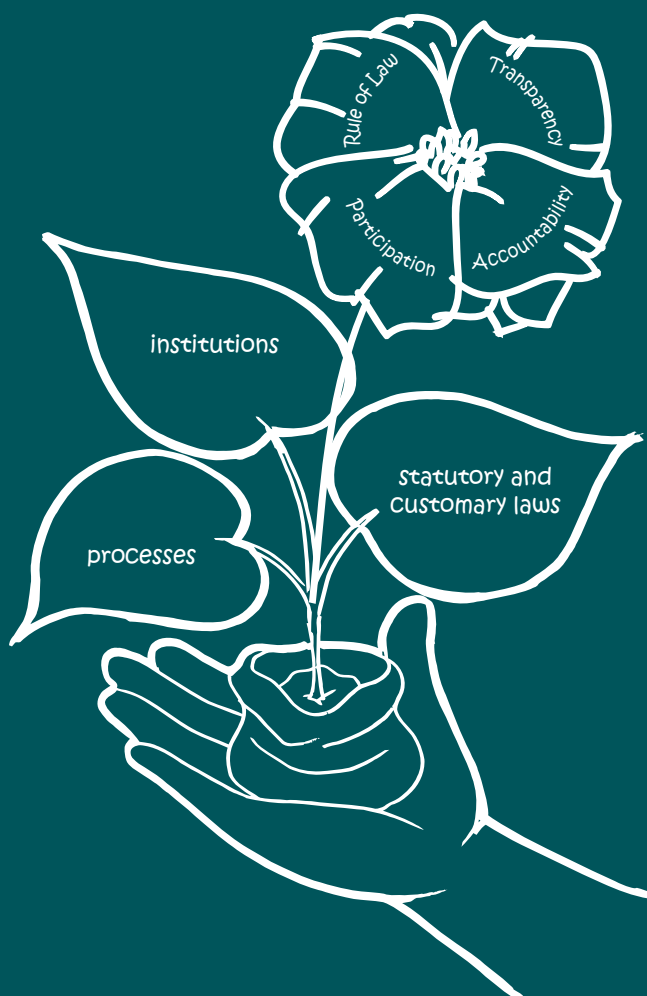 Rule of Law
Transparency
Participation
Accountability
institutions
statutory and
customary laws
processes